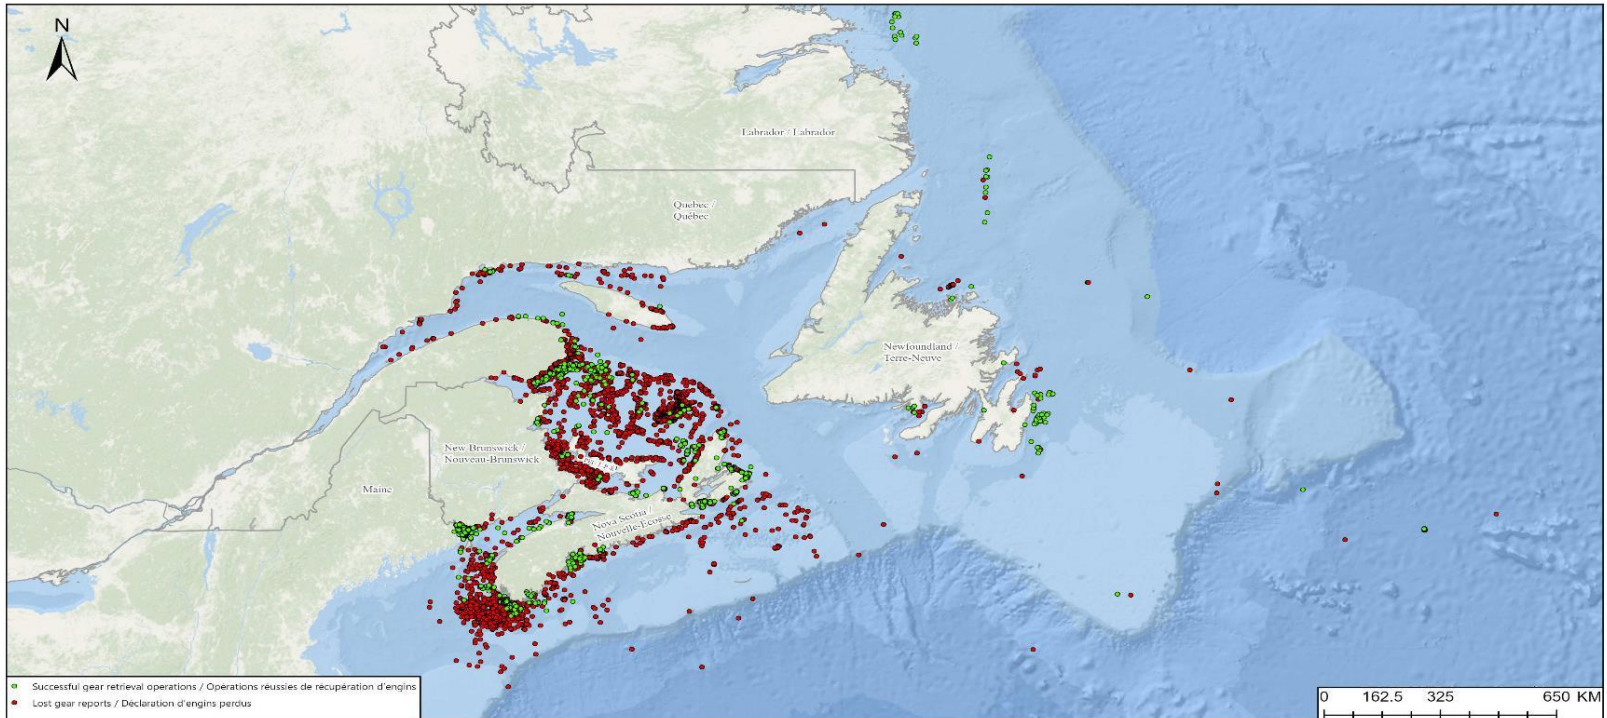 N
Labrador / Labrador
Quebec /
Québec
Newfoundland /
Terre-Neuve
New Brunswick /
Nouveau-Brunswick
Maine
Nova Scotia /
Nouvelle-Écosse
Successful gear retrieval operations / Opérations réussies de récupération d'engins
Lost gear reports / Déclaration d'engins perdus
0 162.5 325 650 KM